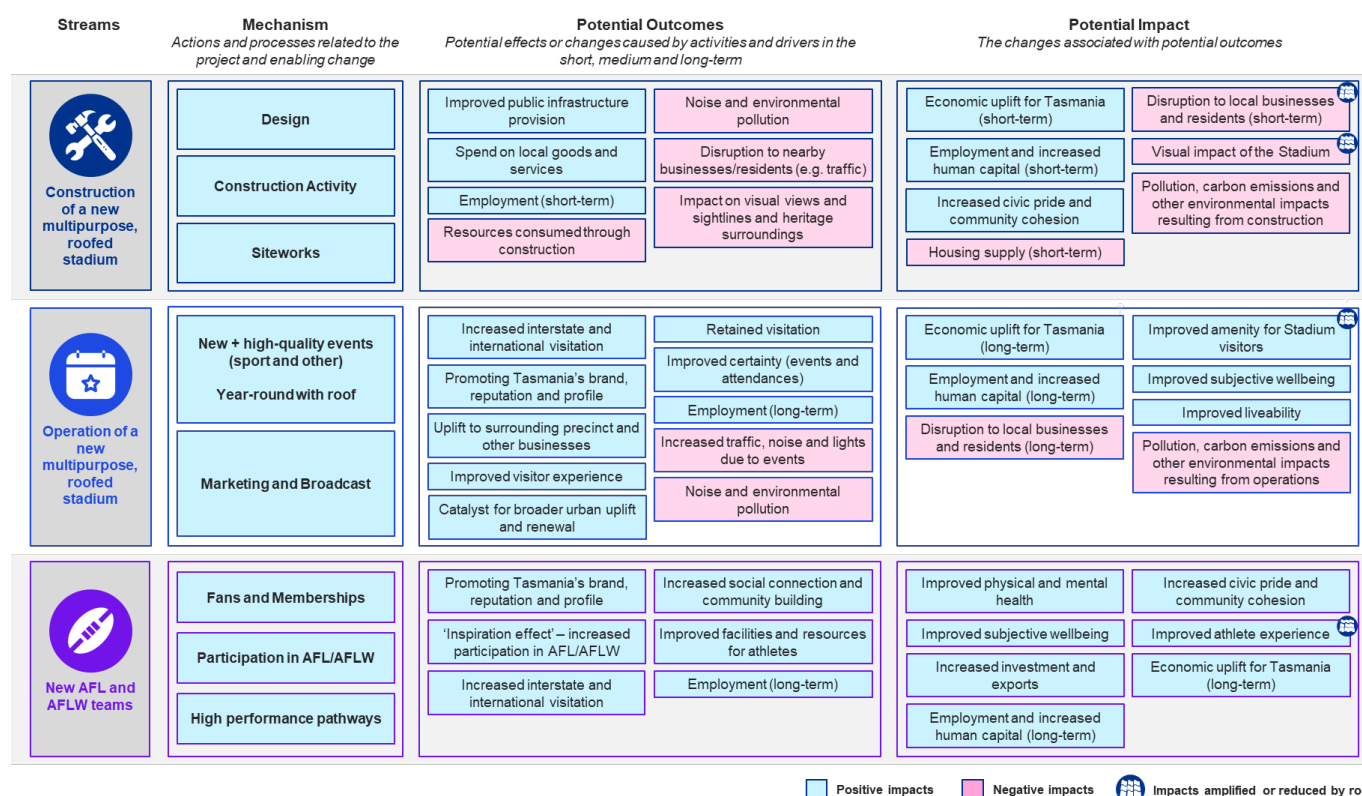 Streams
Mechanism
Actions and processes related to the
project and enabling change
Potential Outcomes
Potential effects or changes caused by activities and drivers in the
short, medium and long-term
Potential Impact
The changes associated with potential outcomes
Construction
of a new
multipurpose,
roofed
stadium
Design
Construction Activity
Siteworks
Improved public infrastructure
provision
Spend on local goods and
services
Employment (short-term)
Resources consumed through
construction
Noise and environmental
pollution
Disruption to nearby
businesses/residents (e.g. traffic)
Impact on visual views and
sightlines and heritage
surroundings
Economic uplift for Tasmania
(short-term)
Employment and increased
human capital (short-term)
Increased civic pride and
community cohesion
Housing supply (short-term)
Disruption to local businesses
and residents (short-term)
Visual impact of the Stadium
Pollution, carbon emissions and
other environmental impacts
resulting from construction
Operation of a
new
multipurpose,
roofed
stadium
New + high-quality events
(sport and other)
Year-round with roof
Marketing and Broadcast
Increased interstate and
international visitation
Promoting Tasmania's brand,
reputation and profile
Uplift to surrounding precinct and
other businesses
Improved visitor experience
Catalyst for broader urban uplift
and renewal
Retained visitation
Improved certainty (events and
attendances)
Employment (long-term)
Increased traffic, noise and lights
due to events
Noise and environmental
pollution
Economic uplift for Tasmania
(long-term)
Employment and increased
human capital (long-term)
Disruption to local businesses
and residents (long-term)
Improved amenity for Stadium
visitors
Improved subjective wellbeing
Improved liveability
Pollution, carbon emissions and
other environmental impacts
resulting from operations
New AFL and
AFLW teams
Fans and Memberships
Participation in AFL/AFLW
High performance pathways
Promoting Tasmania's brand,
reputation and profile
'Inspiration effect' – increased
participation in AFL/AFLW
Increased interstate and
international visitation
Increased social connection and
community building
Improved facilities and resources
for athletes
Employment (long-term)
Improved physical and mental
health
Improved subjective wellbeing
Increased investment and
exports
Employment and increased
human capital (long-term)
Increased civic pride and
community cohesion
Improved athlete experience
Economic uplift for Tasmania
(long-term)
Positive impacts
Negative impacts
Impacts amplified or reduced by